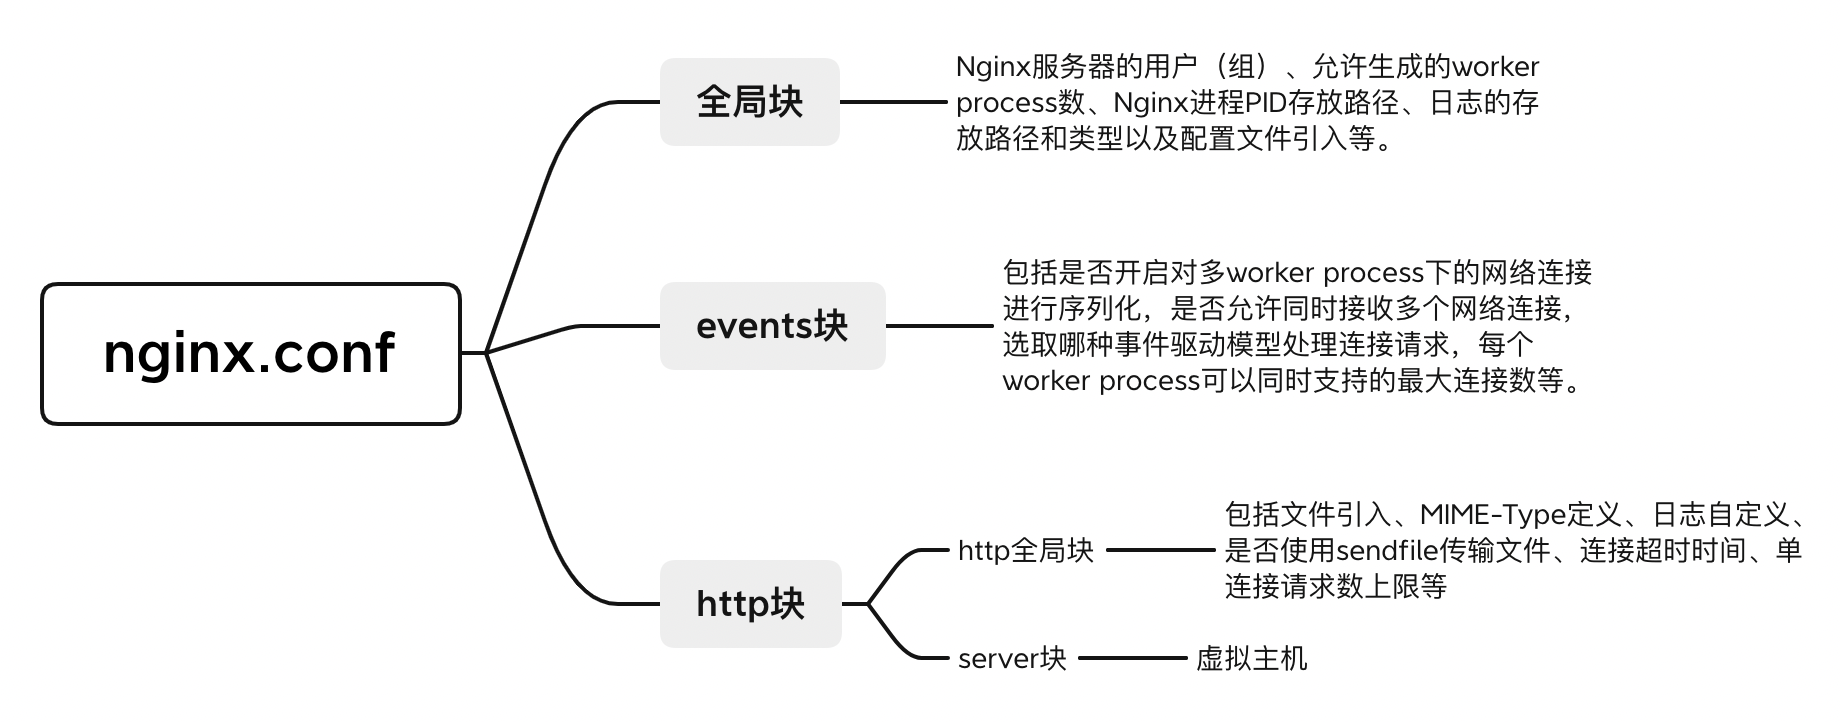 nginx.conf
全局块
Nginx服务器的用户（组）、允许生成的worker
process数、Nginx进程PID存放路径、日志的存
放路径和类型以及配置文件引入等。
events块
包括是否开启对多worker process下的网络连接
进行序列化，是否允许同时接收多个网络连接，
选取哪种事件驱动模型处理连接请求，每个
worker process可以同时支持的最大连接数等。
http块
http全局块
包括文件引入、MIME-Type定义、日志自定义、
是否使用sendfile传输文件、连接超时时间、单
连接请求数上限等
server块
虚拟主机